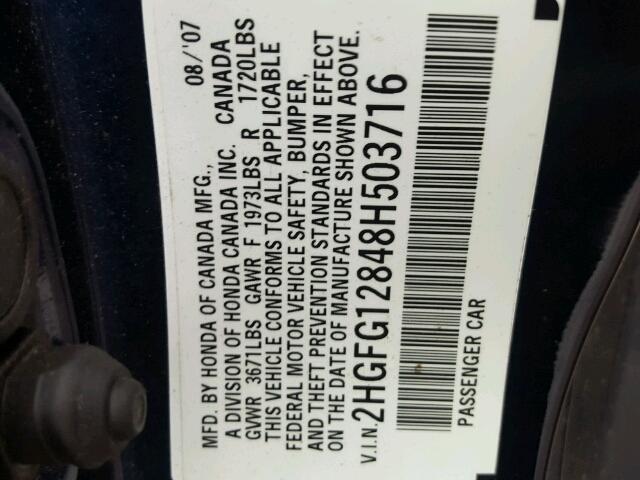 MFD. BY HONDA OF CANADA MFG., 08/'07
A DIVISION OF HONDA CANADA INC. CANADA
GVWR 3671LBS GAWR F 1973LBS R 1720LBS
THIS VEHICLE CONFORMS TO ALL APPLICABLE
FEDERAL MOTOR VEHICLE SAFETY, BUMPER,
AND THEFT PREVENTION STANDARDS IN EFFECT
ON THE DATE OF MANUFACTURE SHOWN ABOVE.
V.I.N. 2HGFG12848H503716
PASSENGER CAR